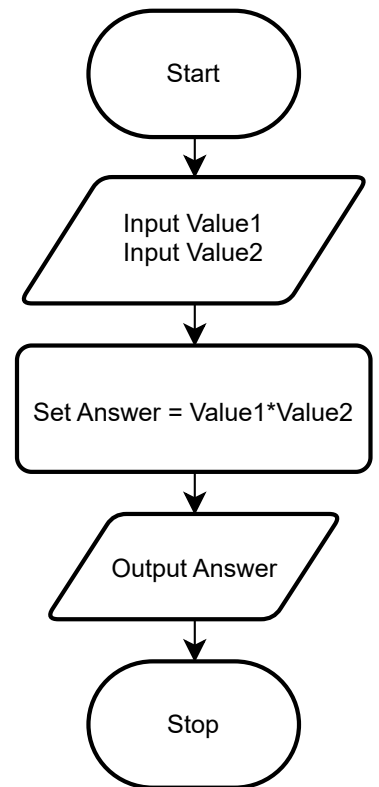 Start
Input Value1
Input Value2
Set Answer = Value1*Value2
Output Answer
Stop